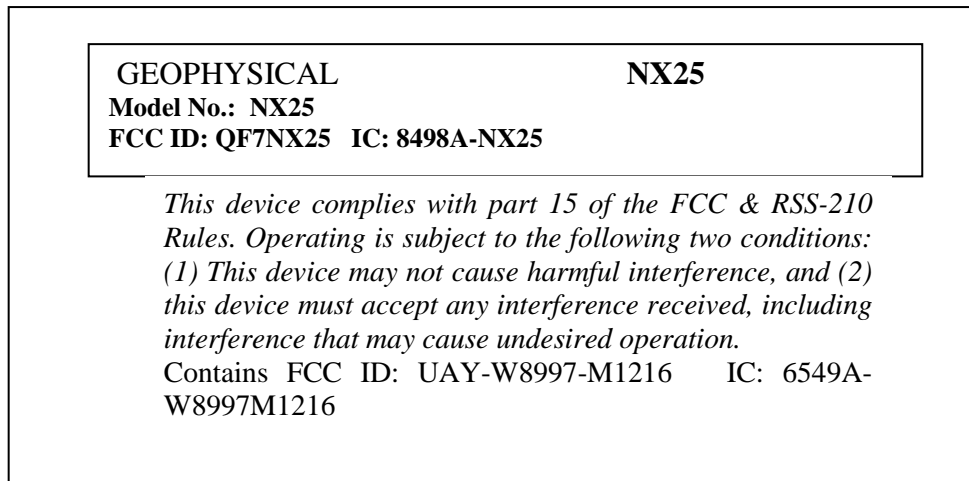 GEOPHYSICAL NX25
Model No.: NX25
FCC ID: QF7NX25 IC: 8498A-NX25
This device complies with part 15 of the FCC & RSS-210
Rules. Operating is subject to the following two conditions:
(1) This device may not cause harmful interference, and (2)
this device must accept any interference received, including
interference that may cause undesired operation.
Contains FCC ID: UAY-W8997-M1216 IC: 6549A-
W8997M1216